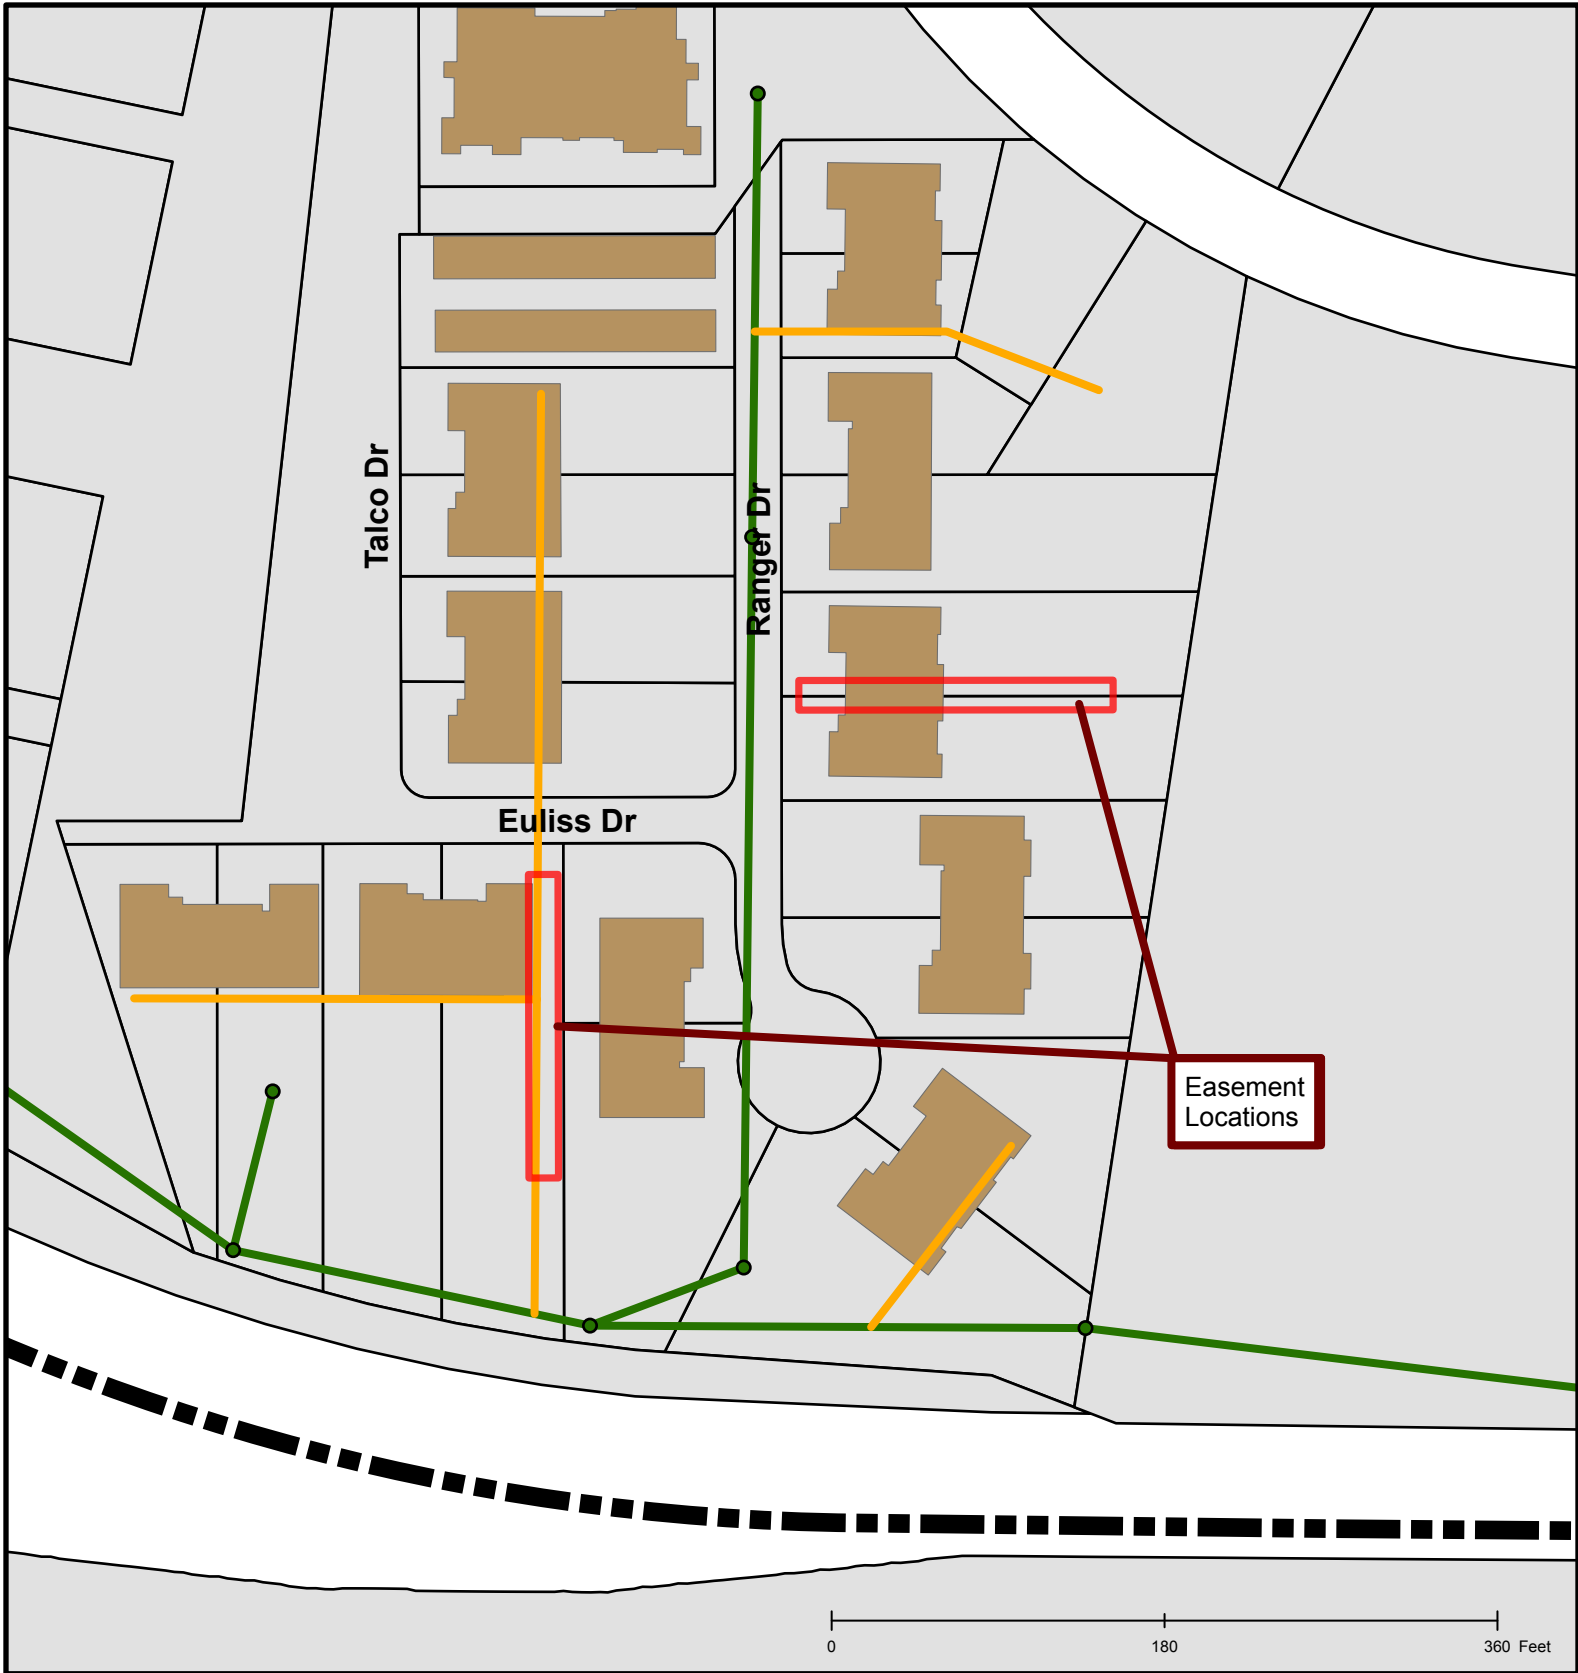 Talco Dr
Ranger Dr
Euliss Dr
Easement
Locations
0 180 360 Feet